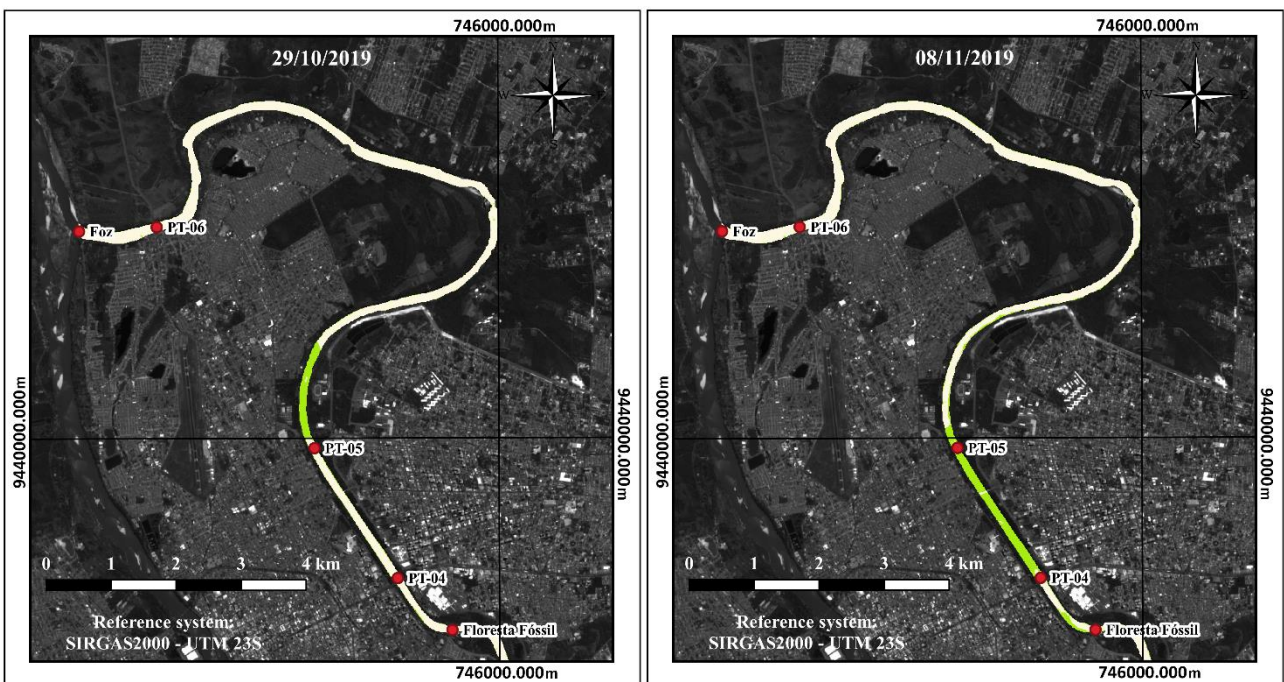 746000.000m
29/10/2019
N
W
E
S
Foz
PT-06
9440000.000m
9440000.000m
PT-05
0 1 2 3 4 km
PT-04
Reference system:
SIRGAS2000 - UTM 23S
Floresta Fóssil
746000.000m
746000.000m
08/11/2019
N
W
E
S
Foz
PT-06
9440000.000m
9440000.000m
PT-05
0 1 2 3 4 km
PT-04
Reference system:
SIRGAS2000 - UTM 23S
Floresta Fóssil
746000.000m